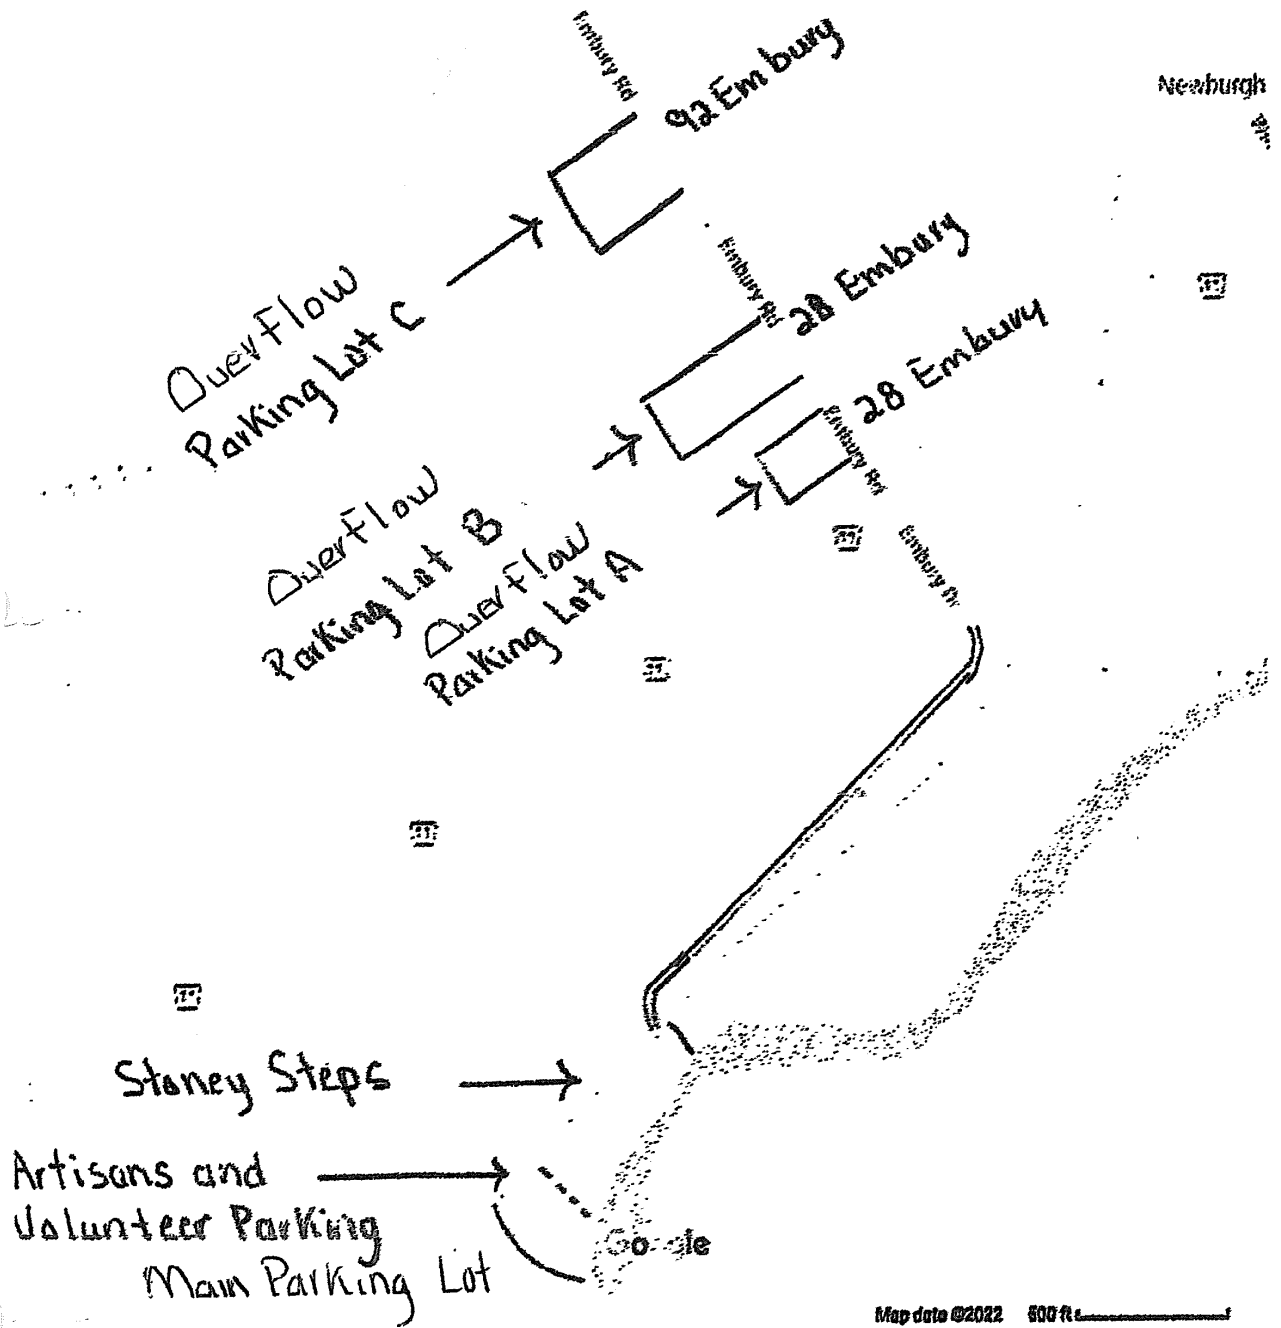 Embury Rd
92 Embury
Newburgh
Embury Rd
28 Embury
28 Embury
Embury Rd
Embury Rd
Embury Dr
Overflow
Parking Lot C
Overflow
Parking Lot B
Overflow
Parking Lot A
Stoney Steps
Artisans and
Volunteer Parking
Main Parking Lot
Google
Map data ©2022 500 ft